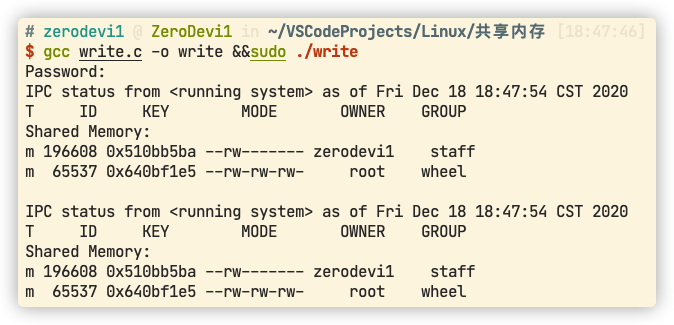 # zerodevi1 @ ZeroDevi1 in ~/VSCodeProjects/Linux/共享内存 [18:47:46]
$ gcc write.c -o write &&sudo ./write
Password:
IPC status from <running system> as of Fri Dec 18 18:47:54 CST 2020
T     ID     KEY        MODE       OWNER    GROUP
Shared Memory:
m 196608 0x510bb5ba --rw------- zerodevi1    staff
m  65537 0x640bf1e5 --rw-rw-rw-     root    wheel

IPC status from <running system> as of Fri Dec 18 18:47:54 CST 2020
T     ID     KEY        MODE       OWNER    GROUP
Shared Memory:
m 196608 0x510bb5ba --rw------- zerodevi1    staff
m  65537 0x640bf1e5 --rw-rw-rw-     root    wheel